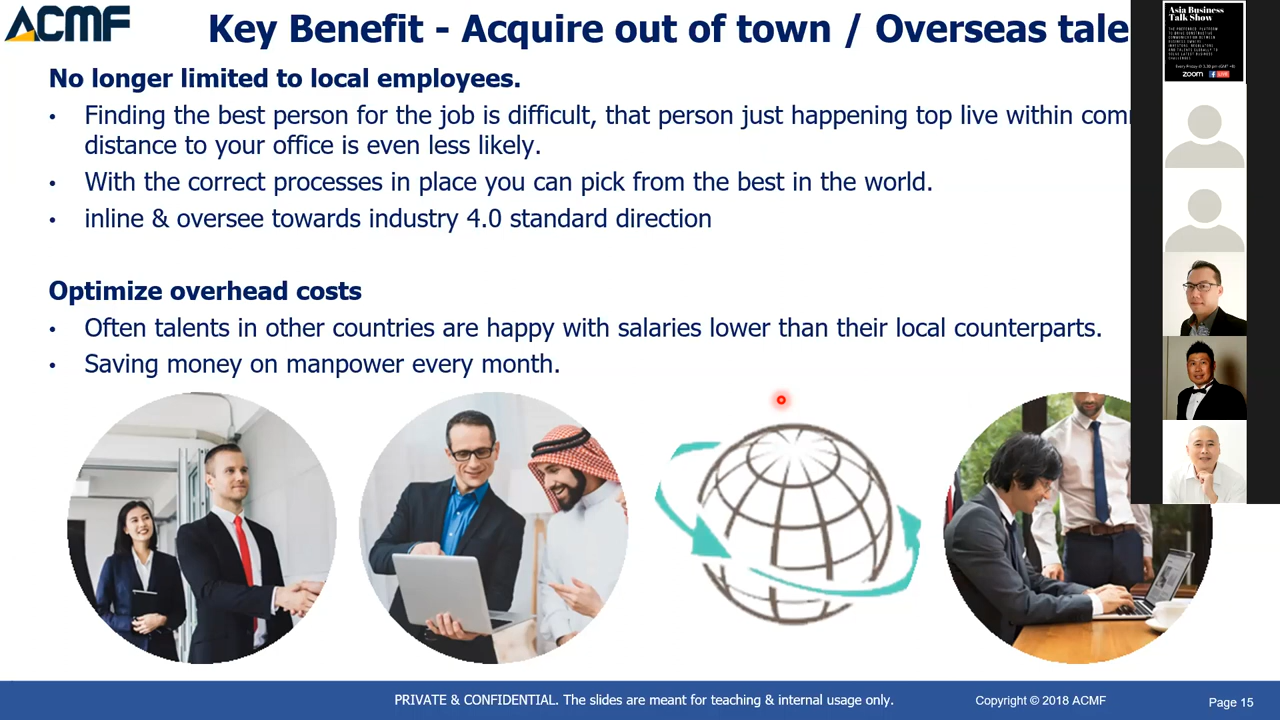 ACMF
Key Benefit - Acquire out of town / Overseas tale
No longer limited to local employees.
• Finding the best person for the job is difficult, that person just happening top live within com
distance to your office is even less likely.
• With the correct processes in place you can pick from the best in the world.
• inline & oversee towards industry 4.0 standard direction
Optimize overhead costs
• Often talents in other countries are happy with salaries lower than their local counterparts.
• Saving money on manpower every month.
Asia Business
Talk Show
zoom
LIVE
PRIVATE & CONFIDENTIAL. The slides are meant for teaching & internal usage only.
Copyright © 2018 ACMF
Page 15